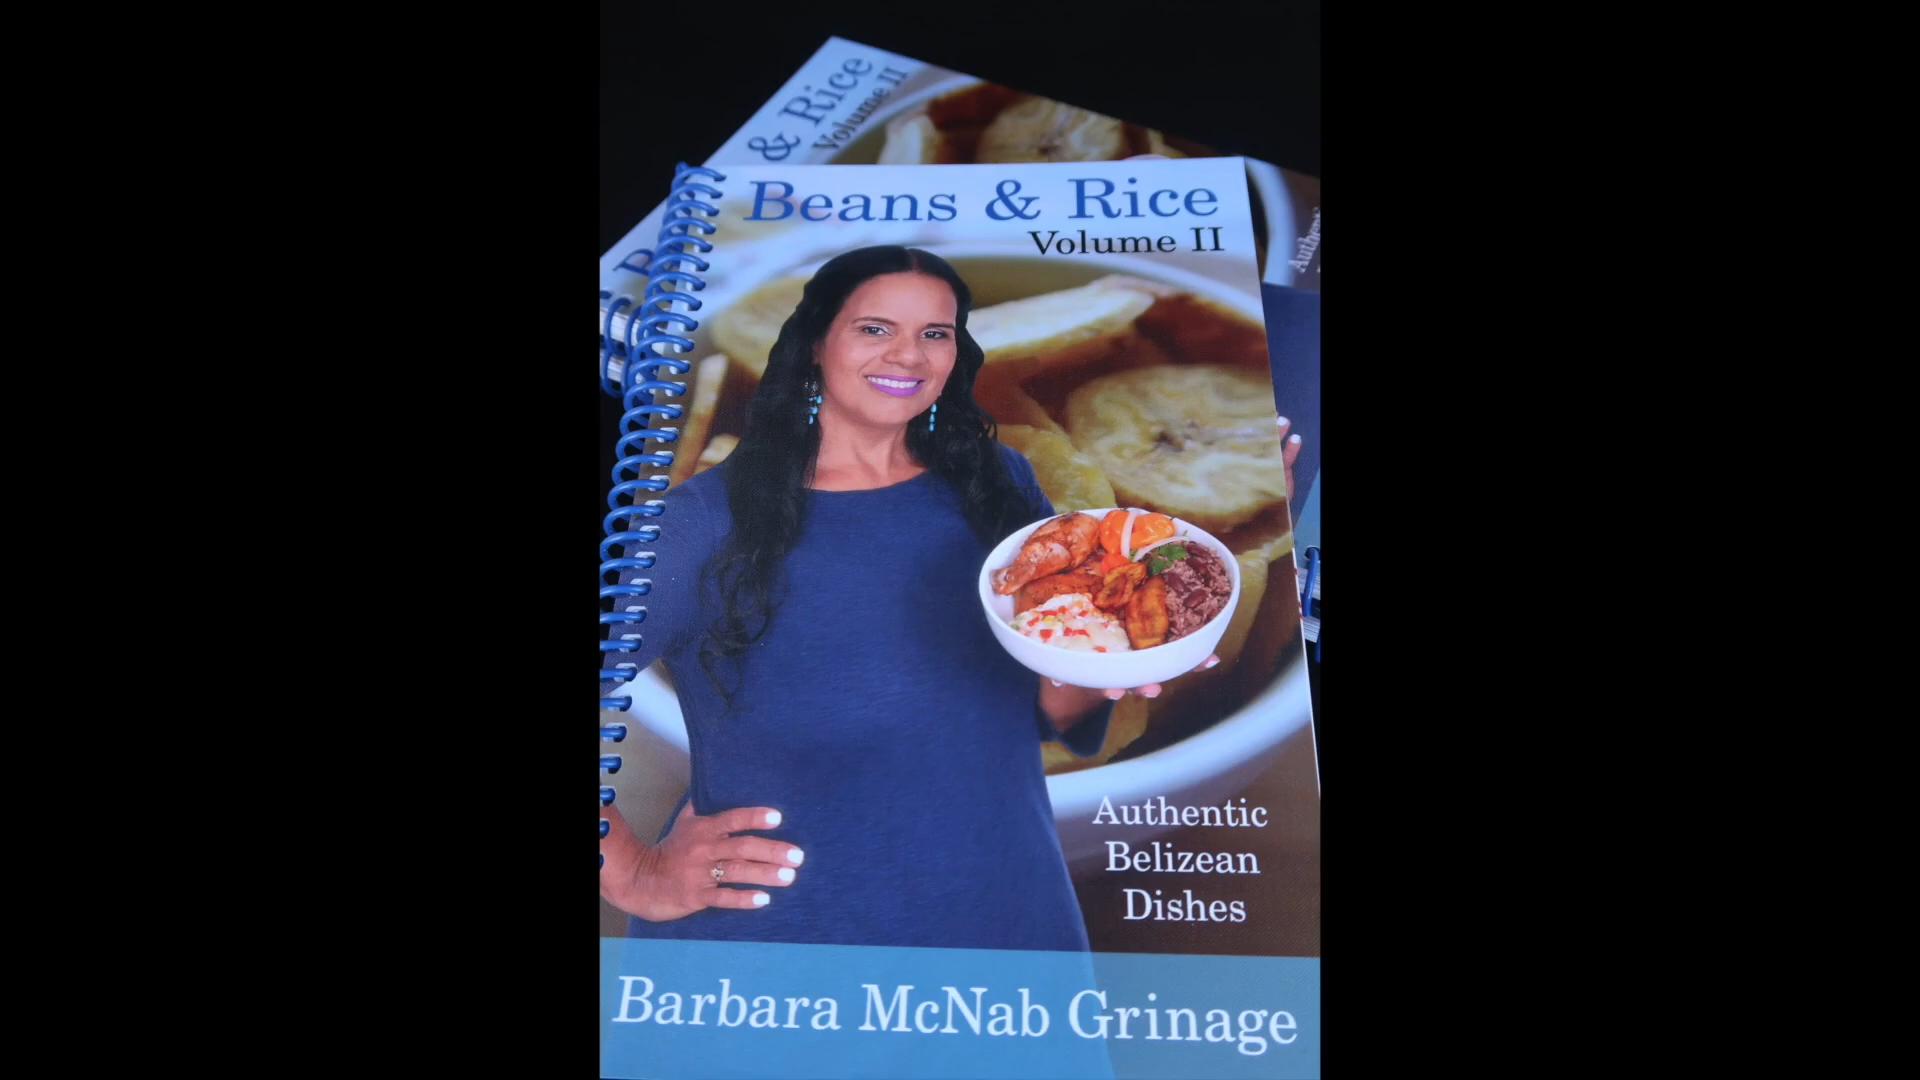 & Rice
Volume II
Beans & Rice
Volume II
Authentic
Belizean
Dishes
Barbara McNab Grinage